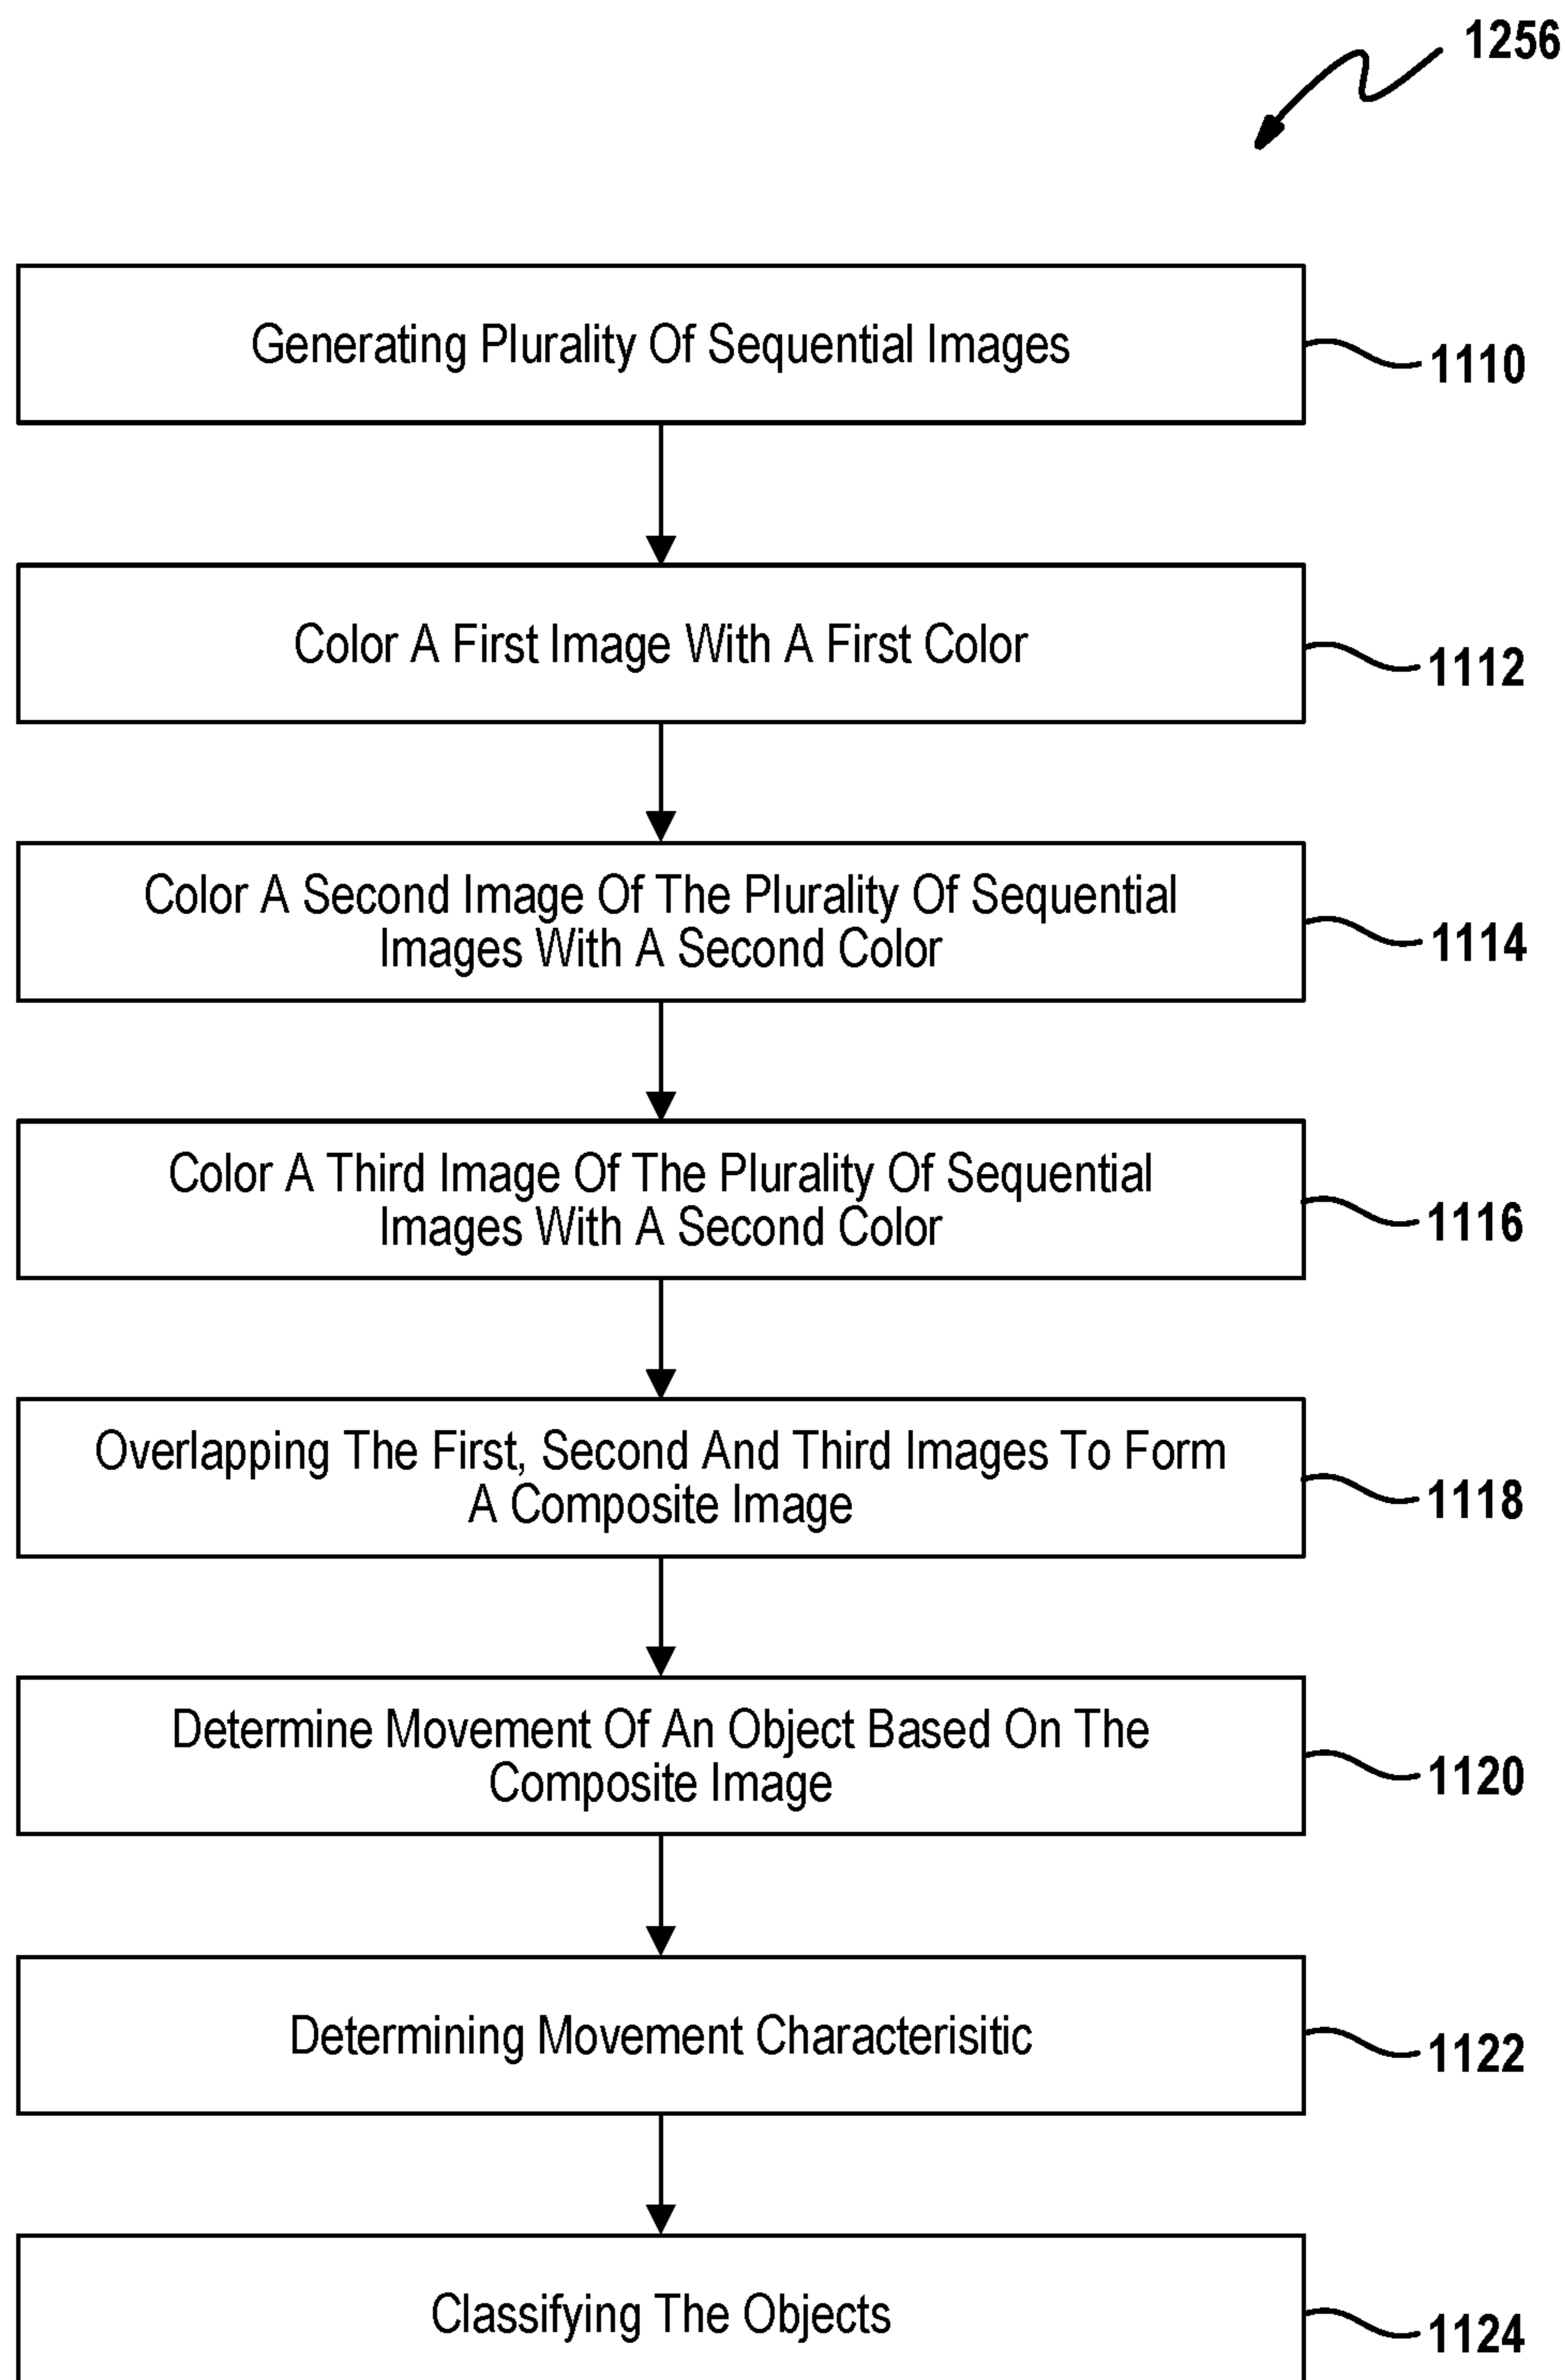 1256
Generating Plurality Of Sequential Images
1110
Color A First Image With A First Color
1112
Color A Second Image Of The Plurality Of Sequential
Images With A Second Color
1114
Color A Third Image Of The Plurality Of Sequential
Images With A Second Color
1116
Overlapping The First, Second And Third Images To Form
A Composite Image
1118
Determine Movement Of An Object Based On The
Composite Image
1120
Determining Movement Characterisitic
1122
Classifying The Objects
1124